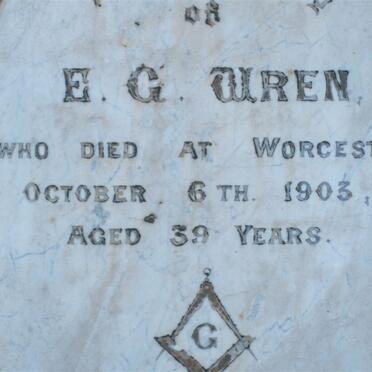 OF
E. G. WREN,
WHO DIED AT WORCEST
OCTOBER 6TH. 1903,
AGED 39 YEARS.
G